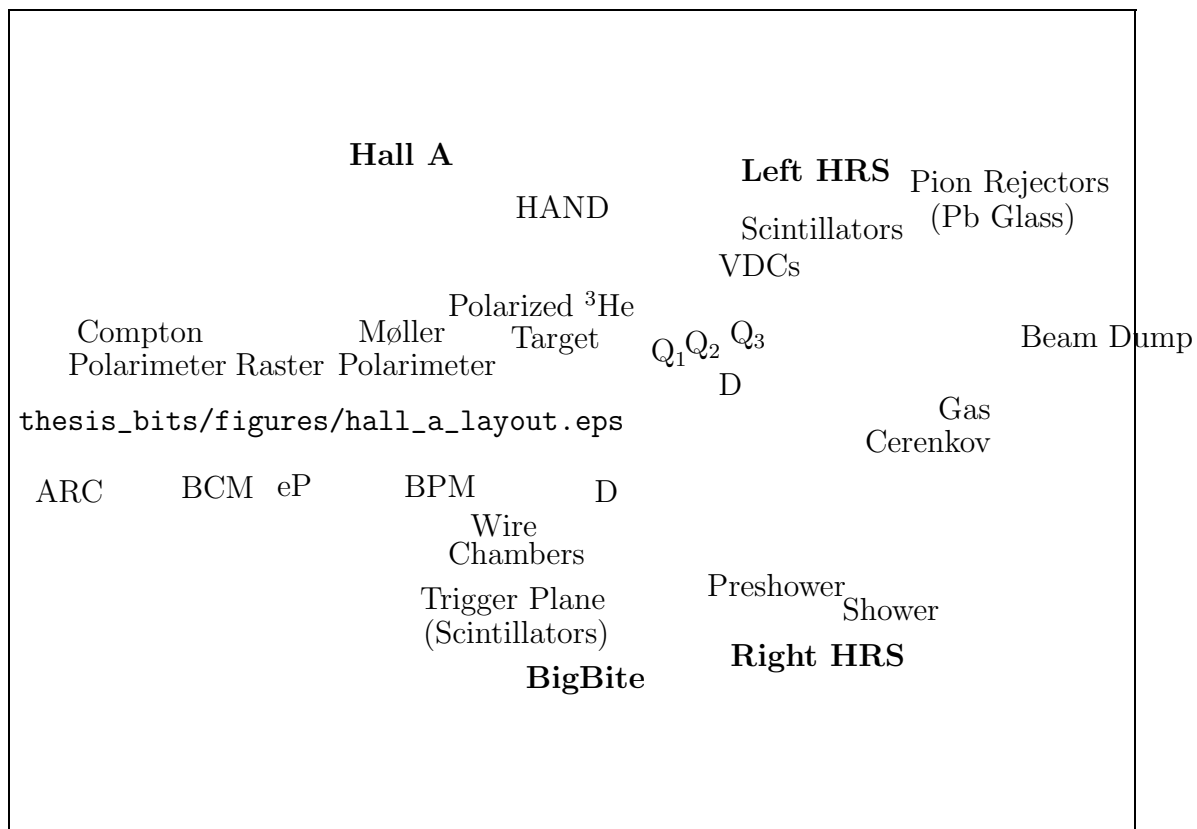 Hall A
Left HRS
Pion Rejectors
(Pb Glass)
HAND
Scintillators
VDCs
Polarized ³He
Target
Compton
Polarimeter
Raster
Møller
Polarimeter
Q₁
Q₂
Q₃
D
Beam Dump
thesis_bits/figures/hall_a_layout.eps
Gas
Cerenkov
ARC
BCM
eP
BPM
D
Wire
Chambers
Trigger Plane
(Scintillators)
BigBite
Preshower
Shower
Right HRS